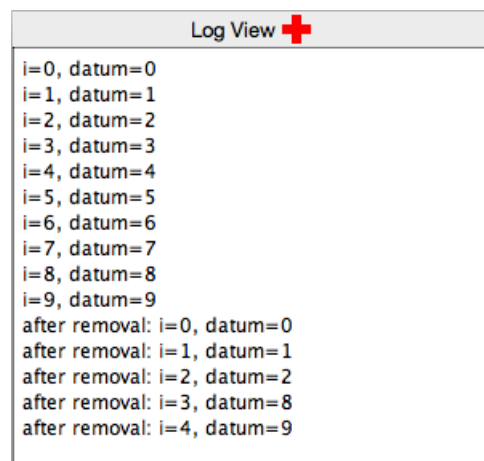 Log View
i=0, datum=0
i=1, datum=1
i=2, datum=2
i=3, datum=3
i=4, datum=4
i=5, datum=5
i=6, datum=6
i=7, datum=7
i=8, datum=8
i=9, datum=9
after removal: i=0, datum=0
after removal: i=1, datum=1
after removal: i=2, datum=2
after removal: i=3, datum=8
after removal: i=4, datum=9